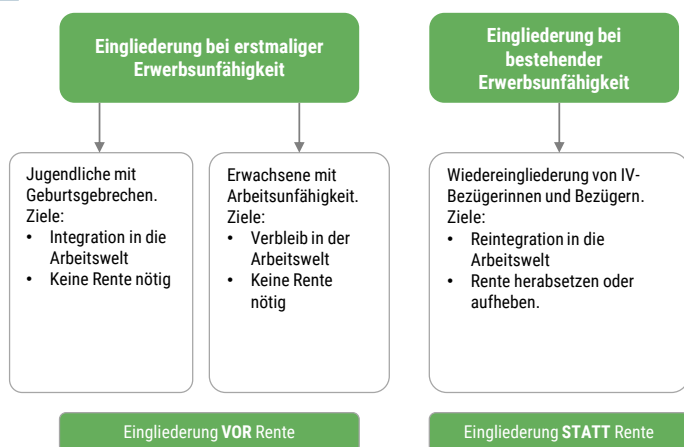 Eingliederung bei erstmaliger
Erwerbsunfähigkeit
Eingliederung bei
bestehender
Erwerbsunfähigkeit
Jugendliche mit
Geburtsgebrechen.
Ziele:
• Integration in die
Arbeitswelt
• Keine Rente nötig
Erwachsene mit
Arbeitsunfähigkeit.
Ziele:
• Verbleib in der
Arbeitswelt
• Keine Rente
nötig
Wiedereingliederung von IV-
Bezügerinnen und Bezügern.
Ziele:
• Reintegration in die
Arbeitswelt
• Rente herabsetzen oder
aufheben.
Eingliederung VOR Rente
Eingliederung STATT Rente